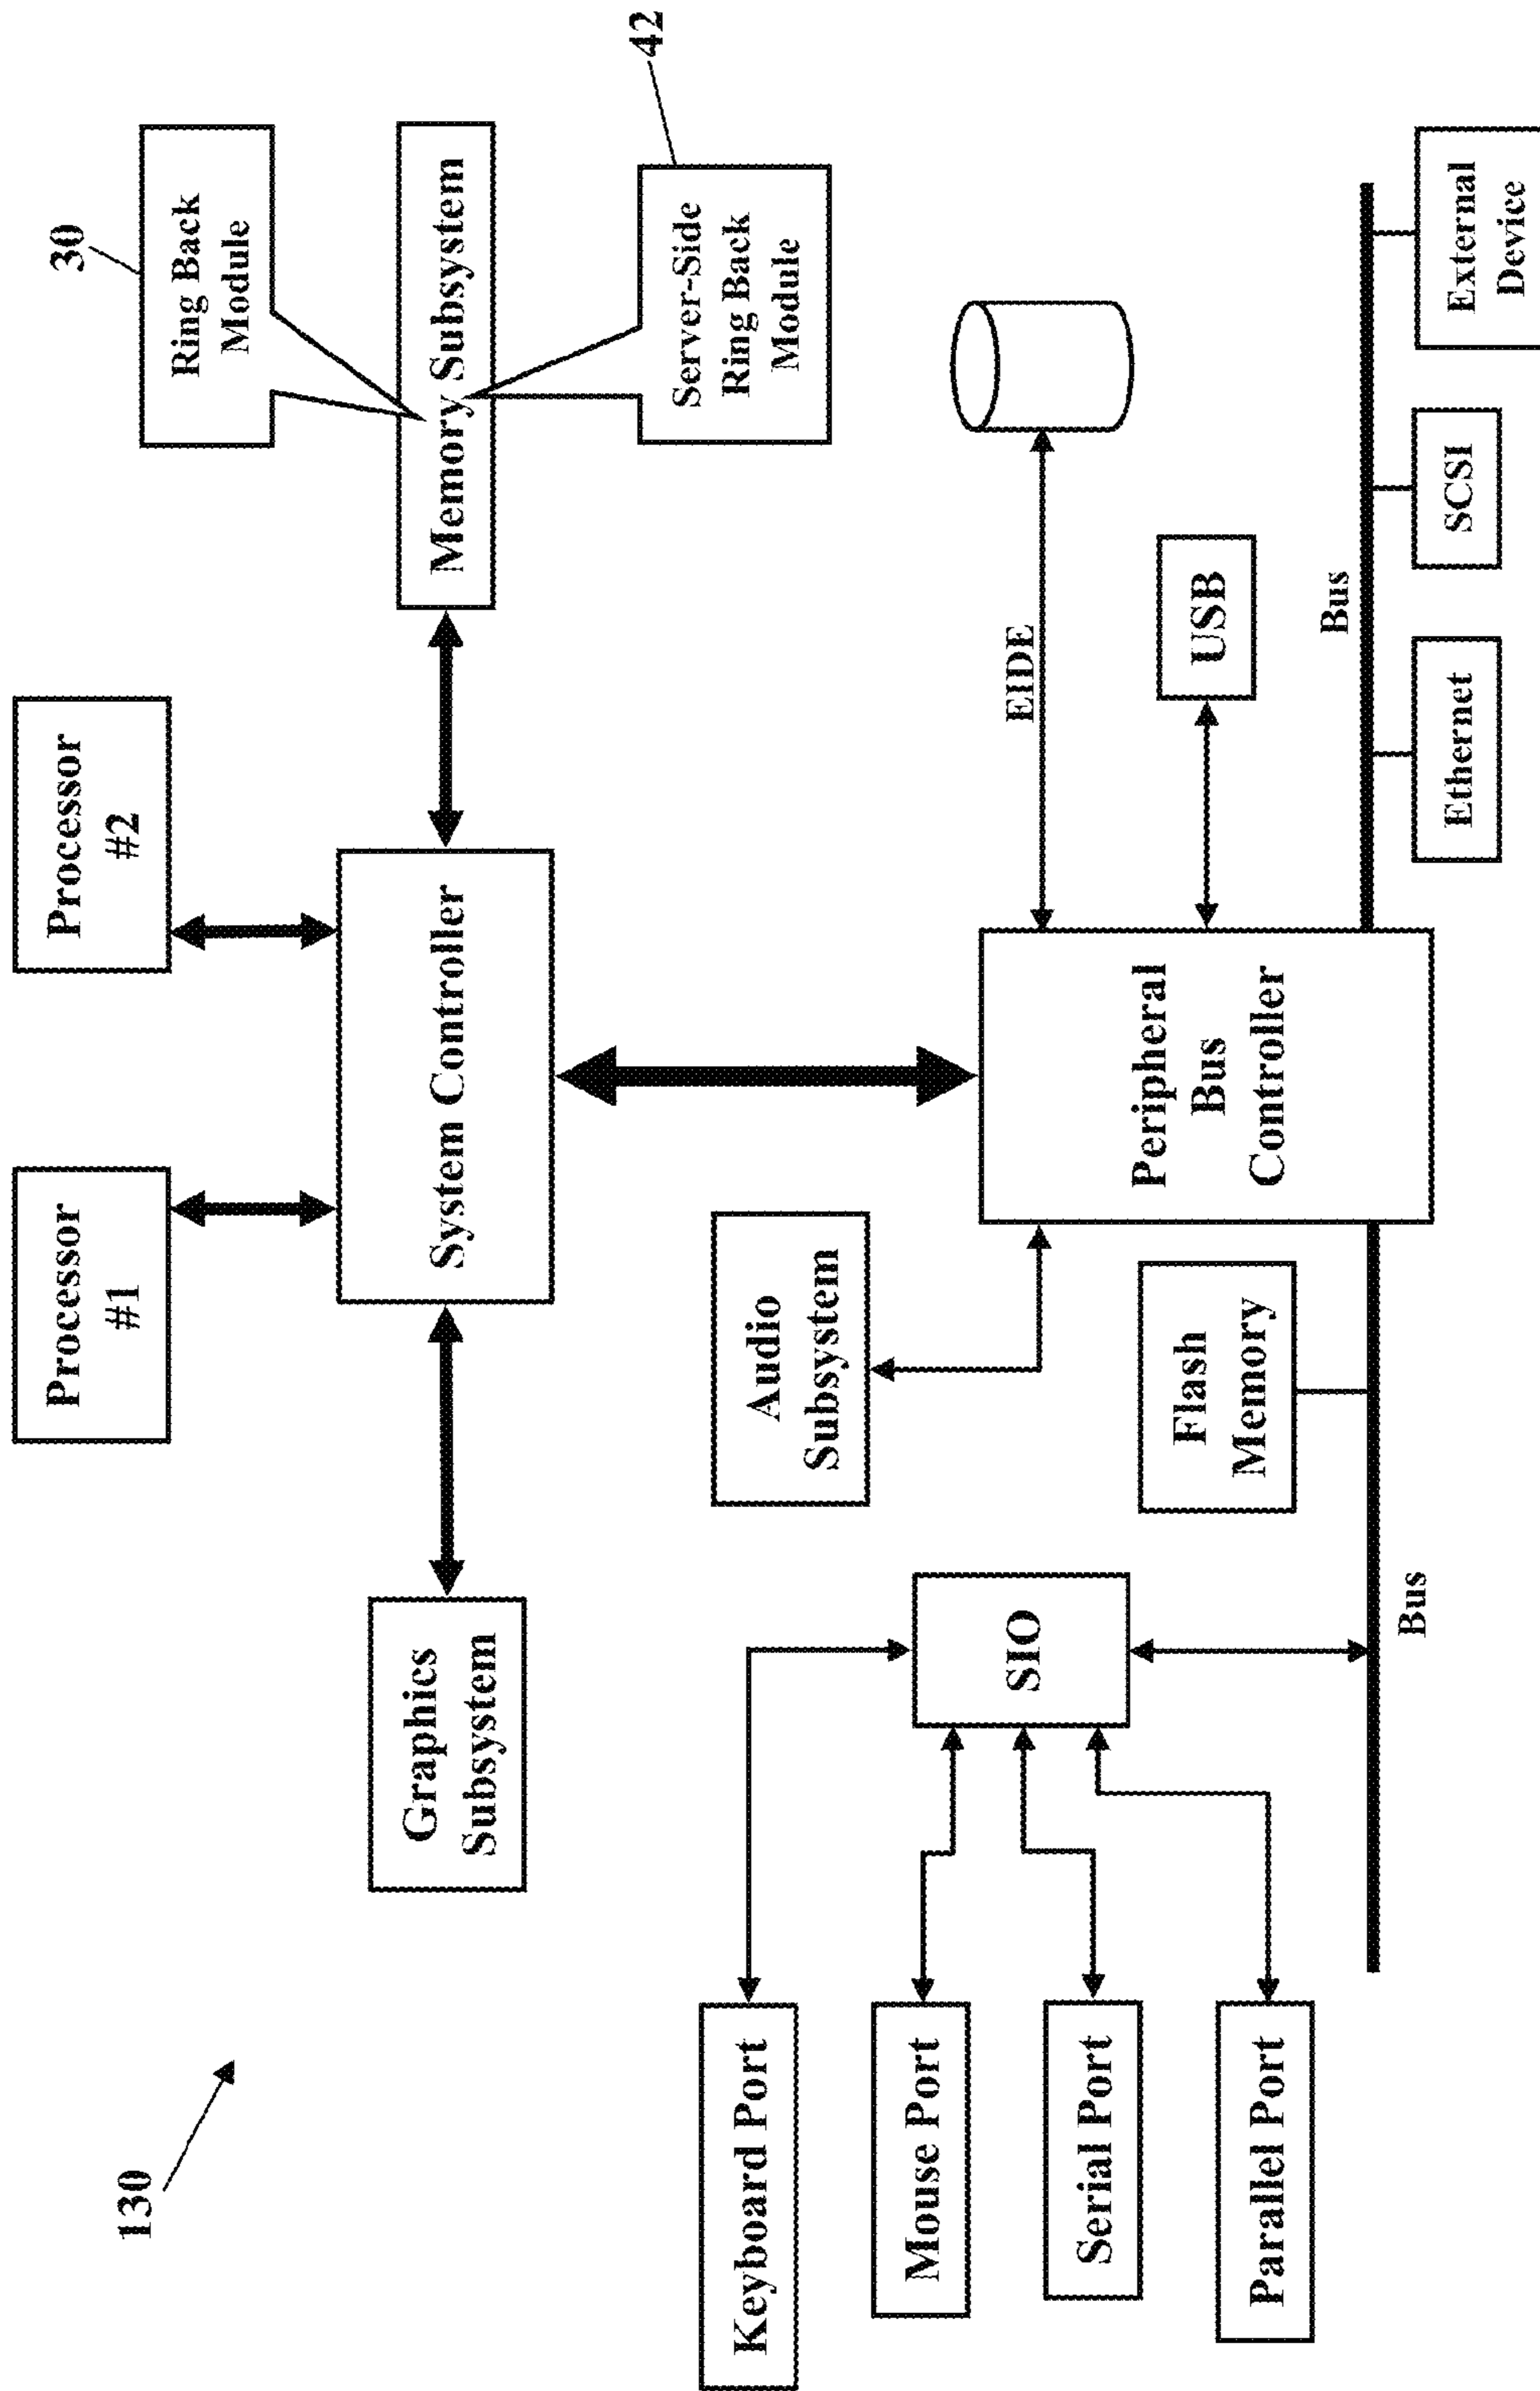 130
Processor
#1
Processor
#2
30
Ring Back
Module
Graphics
Subsystem
System Controller
Memory Subsystem
42
Server-Side
Ring Back
Module
Keyboard Port
Mouse Port
Serial Port
Parallel Port
SIO
Audio
Subsystem
Flash
Memory
Peripheral
Bus
Controller
EIDE
USB
Bus
Bus
Ethernet
SCSI
External
Device